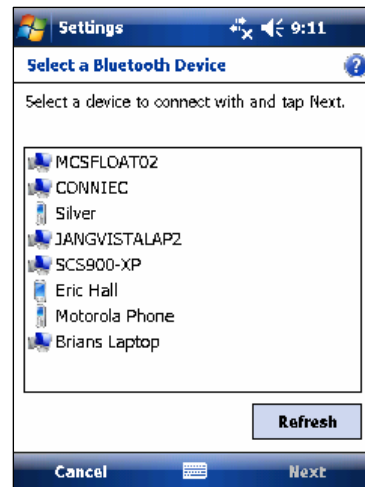 Settings 9:11
Select a Bluetooth Device ?
Select a device to connect with and tap Next.
MCSFLOAT02
CONNIEC
Silver
JANGVISTALAP2
SCS900-XP
Eric Hall
Motorola Phone
Brians Laptop
Refresh
Cancel Next